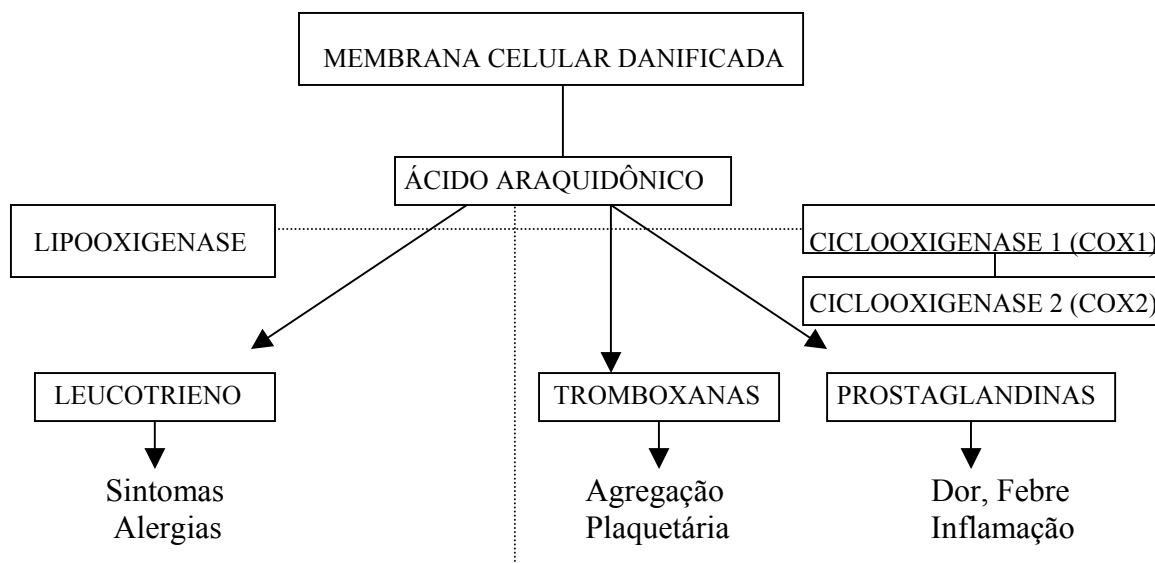 MEMBRANA CELULAR DANIFICADA
ÁCIDO ARAQUIDÔNICO
LIPOOXIGENASE
CICLOOXIGENASE 1 (COX1)
CICLOOXIGENASE 2 (COX2)
LEUCOTRIENO
TROMBOXANAS
PROSTAGLANDINAS
Sintomas
Alergias
Agregação
Plaquetária
Dor, Febre
Inflamação